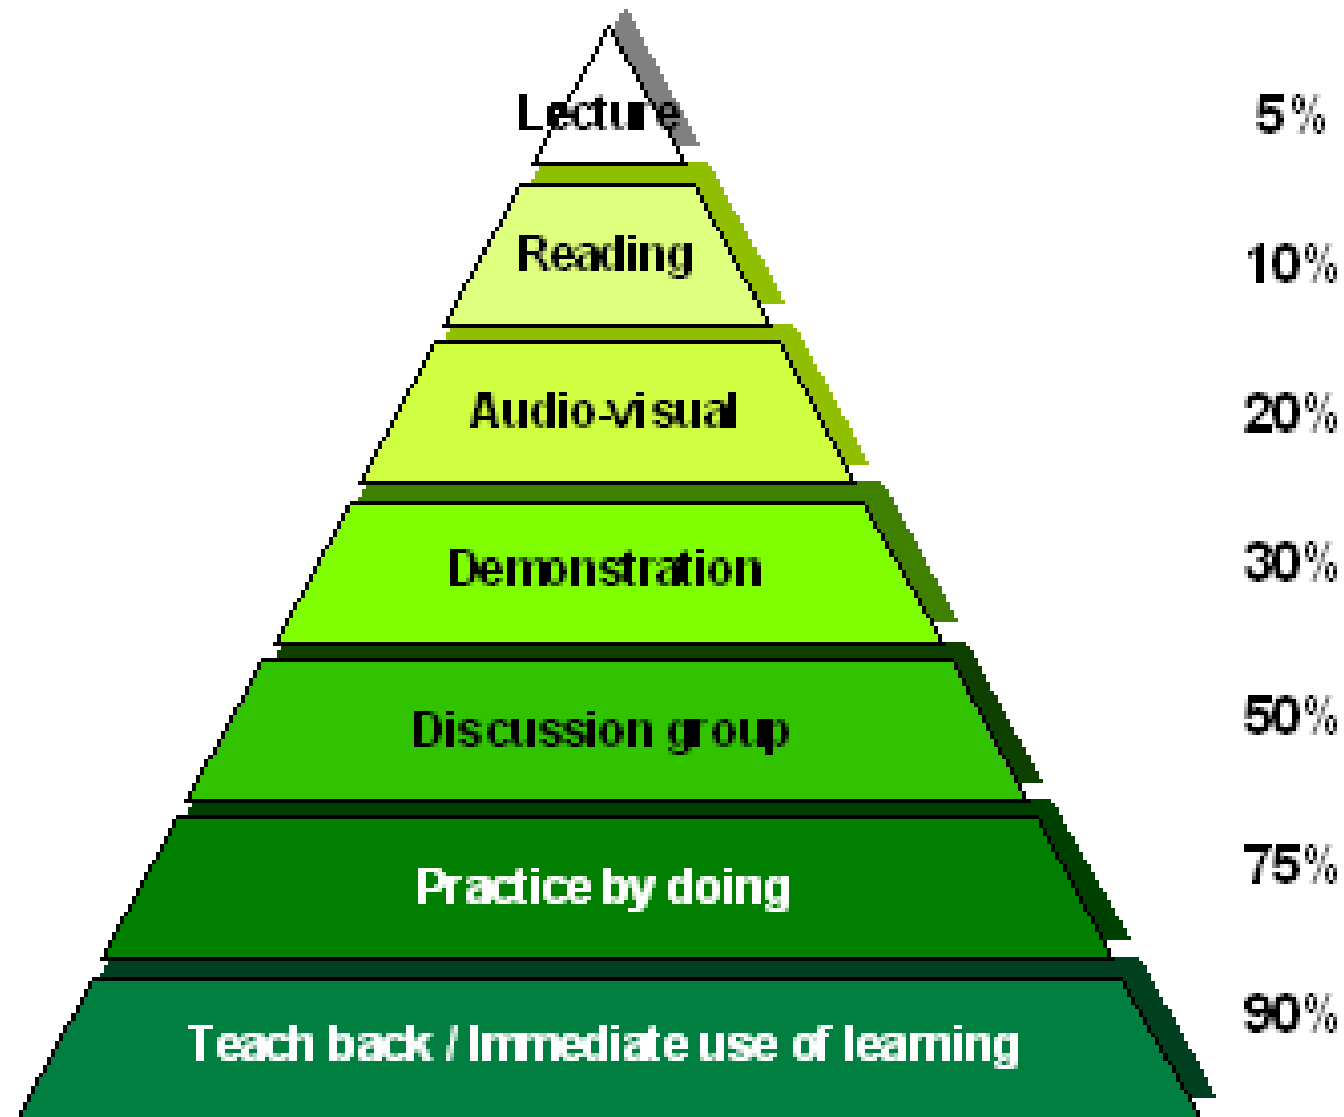 Lecture 5%
Reading 10%
Audio-visual 20%
Demonstration 30%
Discussion group 50%
Practice by doing 75%
Teach back / Immediate use of learning 90%